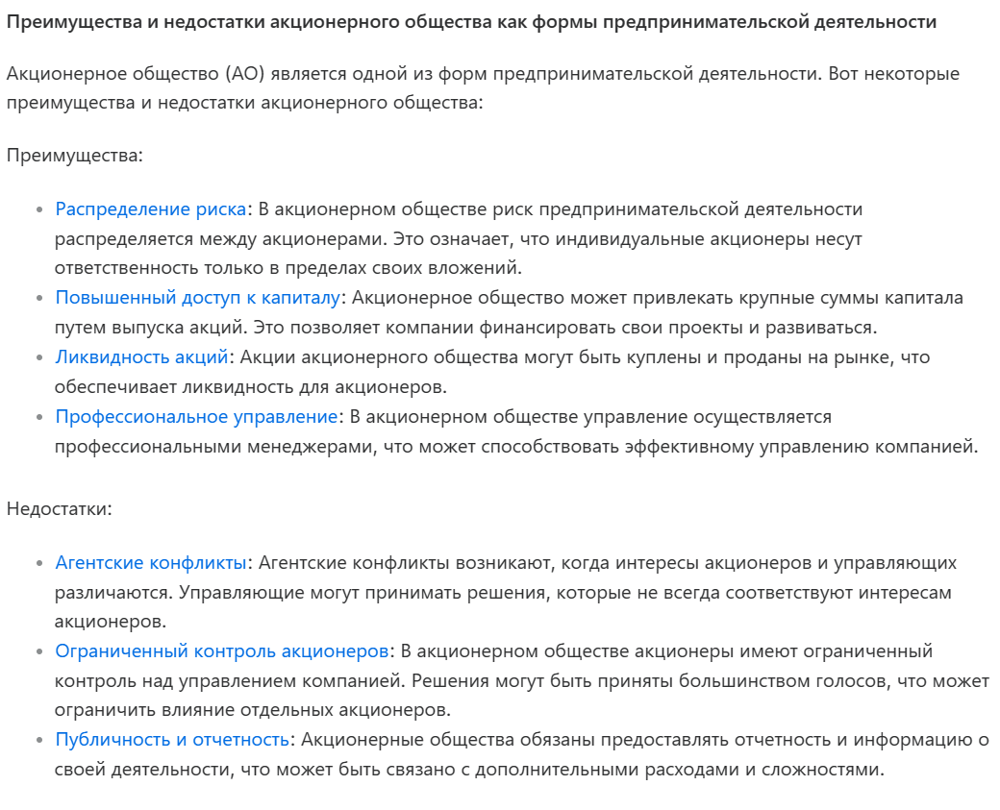 Преимущества и недостатки акционерного общества как формы предпринимательской деятельности
Акционерное общество (АО) является одной из форм предпринимательской деятельности. Вот некоторые
преимущества и недостатки акционерного общества:
Преимущества:
• Распределение риска: В акционерном обществе риск предпринимательской деятельности
распределяется между акционерами. Это означает, что индивидуальные акционеры несут
ответственность только в пределах своих вложений.
• Повышенный доступ к капиталу: Акционерное общество может привлекать крупные суммы капитала
путем выпуска акций. Это позволяет компании финансировать свои проекты и развиваться.
• Ликвидность акций: Акции акционерного общества могут быть куплены и проданы на рынке, что
обеспечивает ликвидность для акционеров.
• Профессиональное управление: В акционерном обществе управление осуществляется
профессиональными менеджерами, что может способствовать эффективному управлению компанией.
Недостатки:
• Агентские конфликты: Агентские конфликты возникают, когда интересы акционеров и управляющих
различаются. Управляющие могут принимать решения, которые не всегда соответствуют интересам
акционеров.
• Ограниченный контроль акционеров: В акционерном обществе акционеры имеют ограниченный
контроль над управлением компанией. Решения могут быть приняты большинством голосов, что может
ограничить влияние отдельных акционеров.
• Публичность и отчетность: Акционерные общества обязаны предоставлять отчетность и информацию о
своей деятельности, что может быть связано с дополнительными расходами и сложностями.